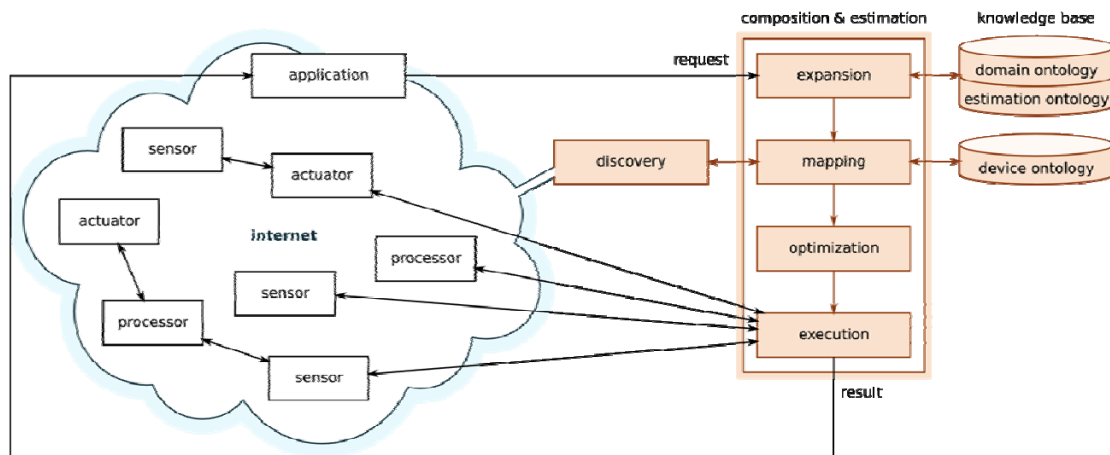 composition & estimation
knowledge base
application
request
expansion
domain ontology
estimation ontology
sensor
actuator
discovery
mapping
device ontology
actuator
internet
processor
optimization
sensor
processor
execution
sensor
result